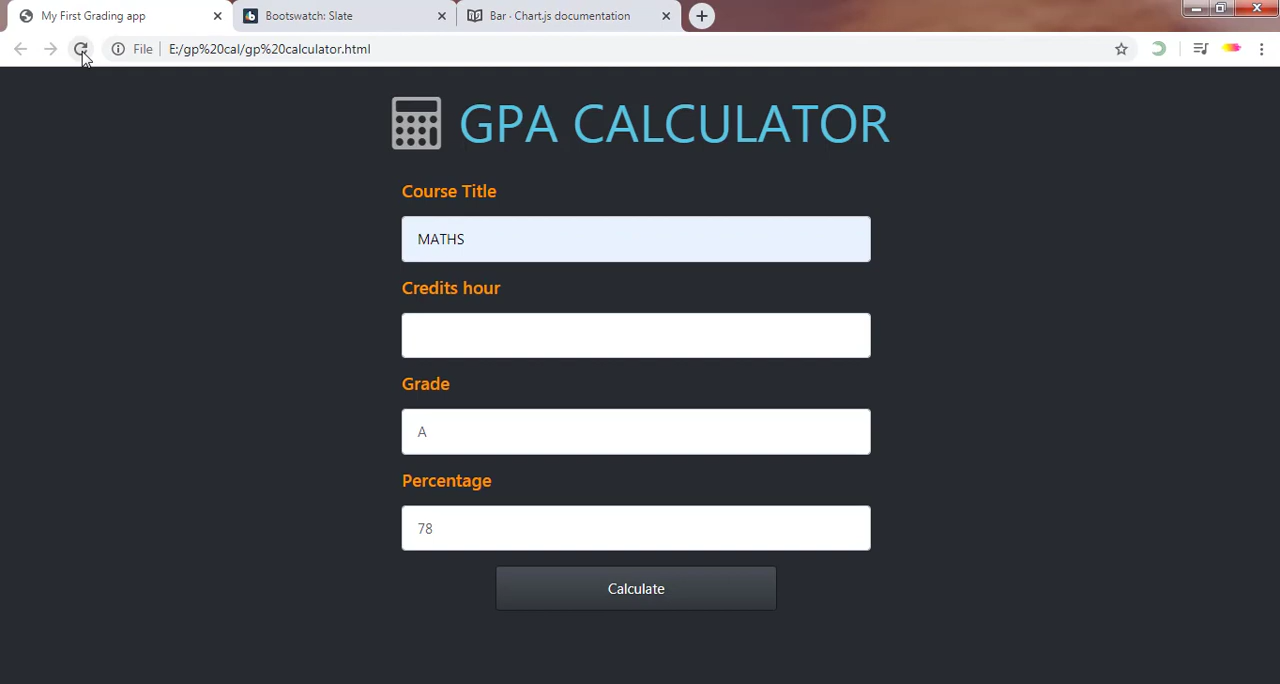 My First Grading app
Bootswatch: Slate
Bar · Chart.js documentation
File
E:/gp%20cal/gp%20calculator.html
GPA CALCULATOR
Course Title
MATHS
Credits hour
Grade
A
Percentage
78
Calculate